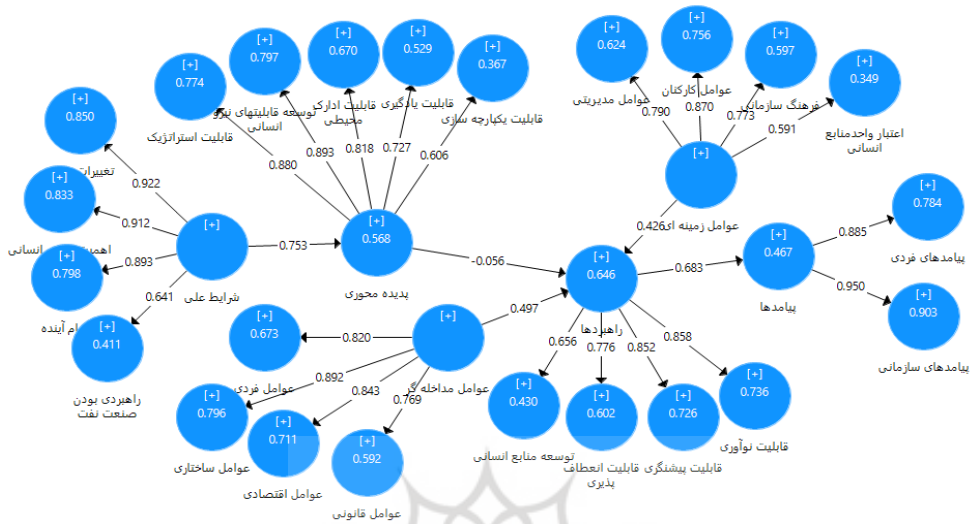 [+]
0.850
تغییرات
[+]
0.833
اهمیت
انسانی
[+]
0.798
آینده
[+]
0.411
راهبردی بودن
صنعت نفت
0.922
0.912
0.893
0.641
[+]
شرایط علی
0.753
[+]
0.774
قابلیت استراتژیک
[+]
0.797
توسعه قابلیتهای نیرو
انسانی
[+]
0.670
قابلیت ادارک
محیطی
[+]
0.529
قابلیت یادگیری
[+]
0.367
قابلیت یکپارچه سازی
0.880
0.893
0.818
0.727
0.606
[+]
0.568
پدیده محوری
-0.056
[+]
0.624
عوامل مدیریتی
[+]
0.756
عوامل کارکنان
[+]
0.597
فرهنگ سازمانی
[+]
0.349
اعتبار واحدمنابع
انسانی
0.790
0.870
0.773
0.591
[+]
عوامل زمینه ای
0.426
[+]
0.646
راهبردها
0.683
[+]
0.467
پیامدها
0.885
0.950
[+]
0.784
پیامدهای فردی
[+]
0.903
پیامدهای سازمانی
[+]
عوامل مداخله گر
0.497
0.820
0.892
0.843
0.769
[+]
0.673
عوامل فردی
[+]
0.796
عوامل ساختاری
[+]
0.711
عوامل اقتصادی
[+]
0.592
عوامل قانونی
0.656
0.776
0.852
0.858
[+]
0.430
توسعه منابع انسانی
[+]
0.602
قابلیت انعطاف
پذیری
[+]
0.726
قابلیت پیشنگری
[+]
0.736
قابلیت نوآوری